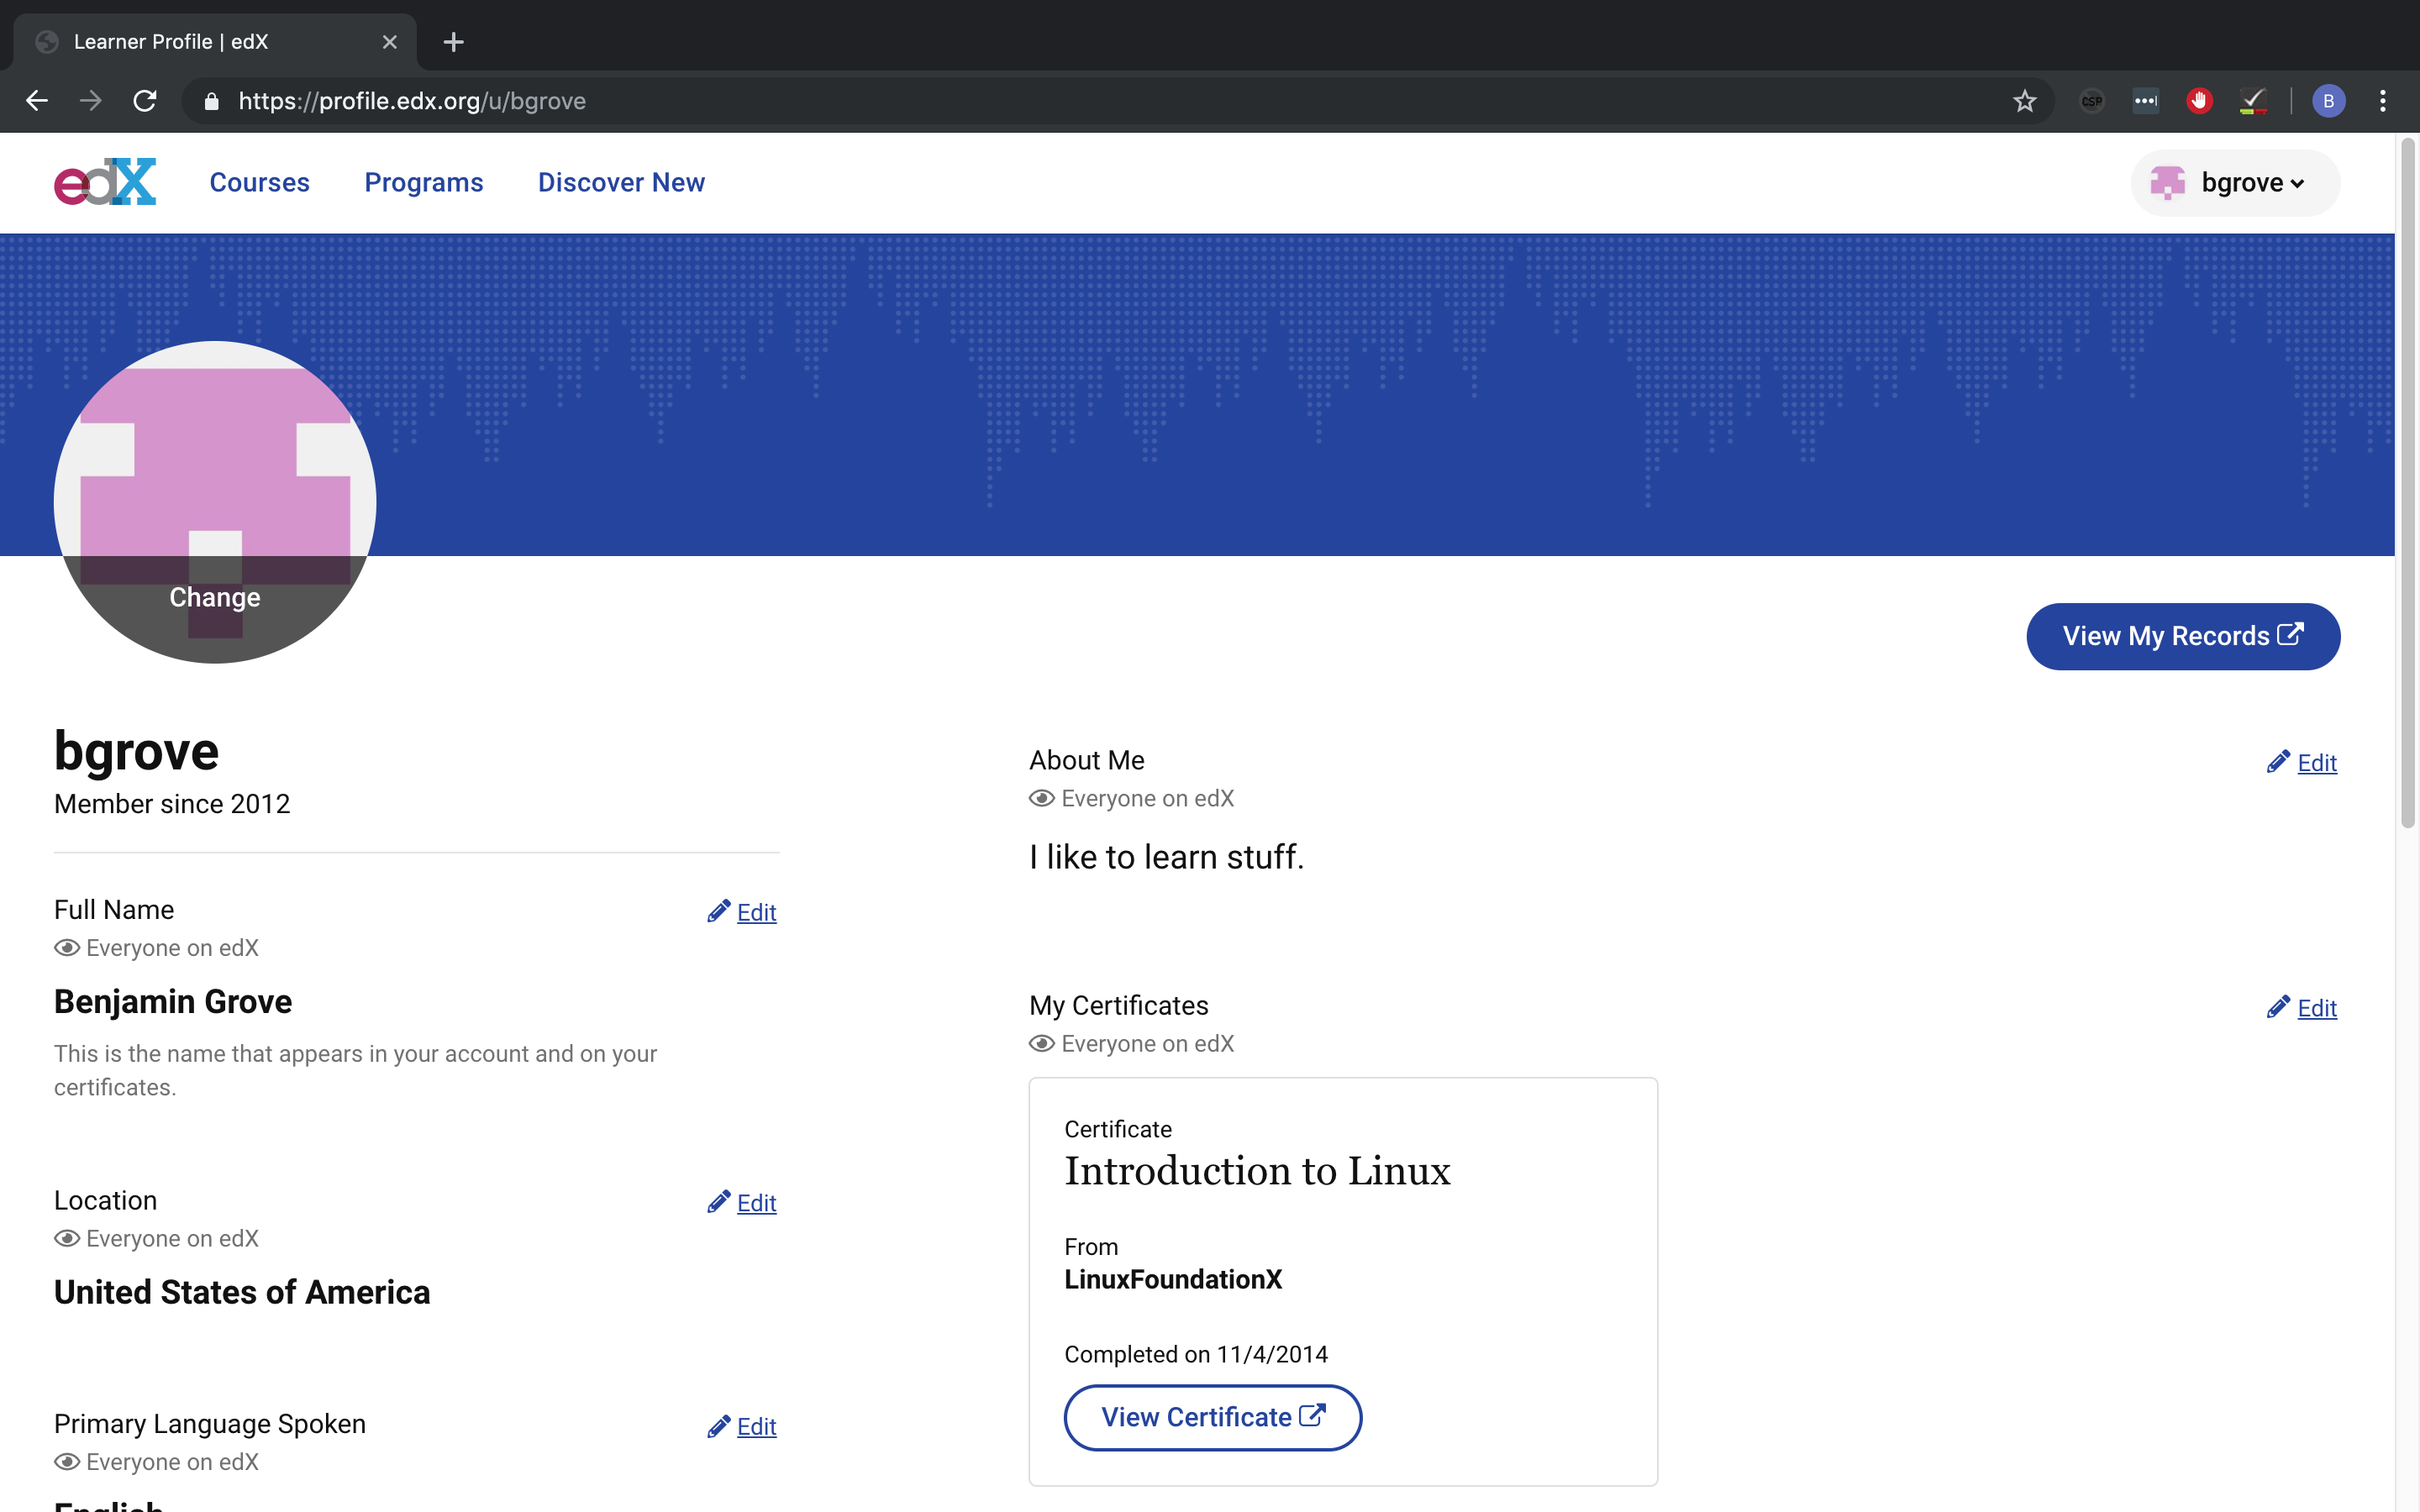 Learner Profile | edX
https://profile.edx.org/u/bgrove
CSP
B
edX
Courses
Programs
Discover New
bgrove
Change
View My Records
bgrove
Member since 2012
Full Name
Edit
Everyone on edX
Benjamin Grove
This is the name that appears in your account and on your
certificates.
Location
Edit
Everyone on edX
United States of America
Primary Language Spoken
Edit
Everyone on edX
English
About Me
Edit
Everyone on edX
I like to learn stuff.
My Certificates
Edit
Everyone on edX
Certificate
Introduction to Linux
From
LinuxFoundationX
Completed on 11/4/2014
View Certificate